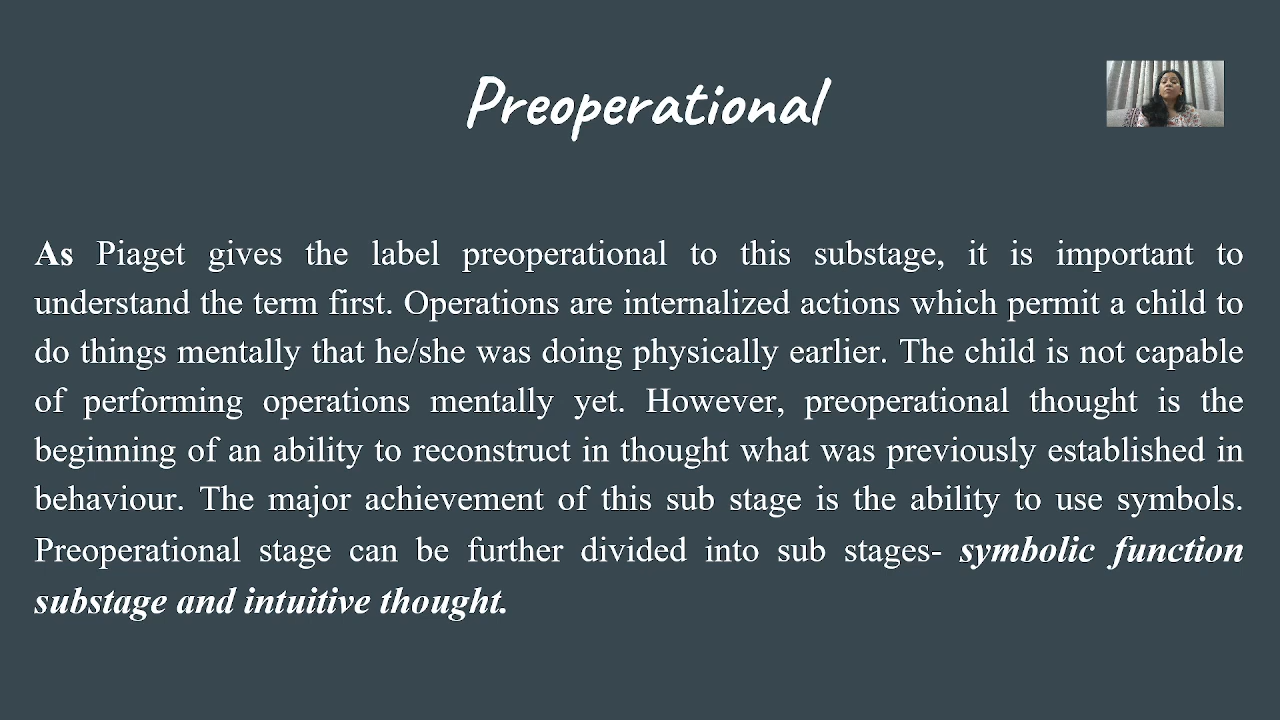 Preoperational
As Piaget gives the label preoperational to this substage, it is important to
understand the term first. Operations are internalized actions which permit a child to
do things mentally that he/she was doing physically earlier. The child is not capable
of performing operations mentally yet. However, preoperational thought is the
beginning of an ability to reconstruct in thought what was previously established in
behaviour. The major achievement of this sub stage is the ability to use symbols.
Preoperational stage can be further divided into sub stages- symbolic function
substage and intuitive thought.